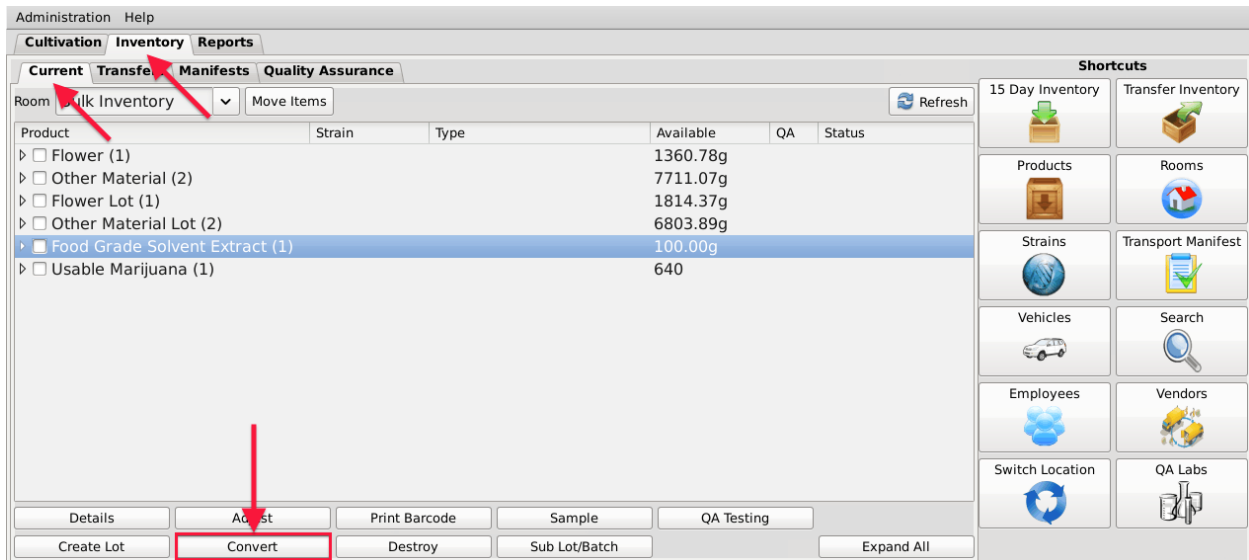 Administration Help
Cultivation Inventory Reports
Current Transfers Manifests Quality Assurance
Shortcuts
Room Bulk Inventory Move Items Refresh
15 Day Inventory Transfer Inventory
Product Strain Type Available QA Status
Flower (1) 1360.78g
Other Material (2) 7711.07g
Products Rooms
Flower Lot (1) 1814.37g
Other Material Lot (2) 6803.89g
Food Grade Solvent Extract (1) 100.00g
Strains Transport Manifest
Usable Marijuana (1) 640
Vehicles Search
Employees Vendors
Switch Location QA Labs
Details Adjust Print Barcode Sample QA Testing
Create Lot Convert Destroy Sub Lot/Batch Expand All